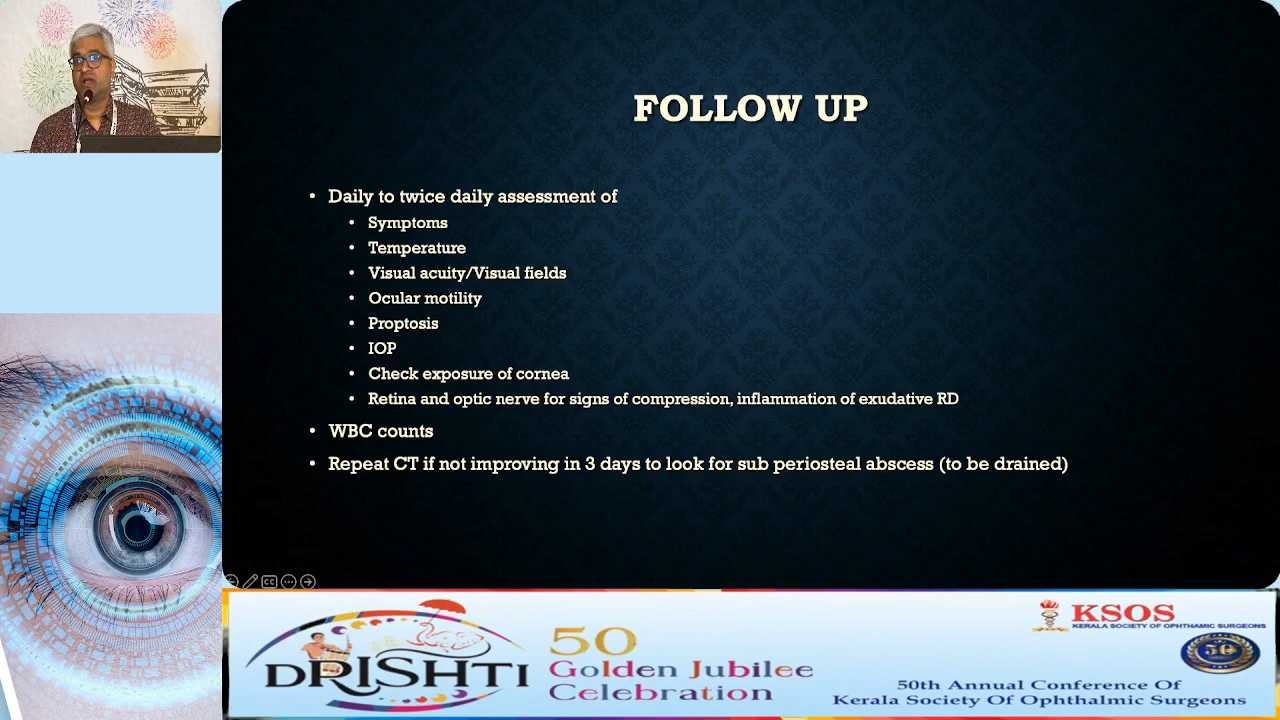 FOLLOW UP
• Daily to twice daily assessment of
• Symptoms
• Temperature
• Visual acuity/Visual fields
• Ocular motility
• Proptosis
• IOP
• Check exposure of cornea
• Retina and optic nerve for signs of compression, inflammation of exudative RD
• WBC counts
• Repeat CT if not improving in 3 days to look for sub periosteal abscess (to be drained)
CC
DRISHTI
50
Golden Jubilee
Celebration
KSOS
KERALA SOCIETY OF OPHTHAMIC SURGEONS
50
50th Annual Conference Of
Kerala Society Of Ophthalmic Surgeons